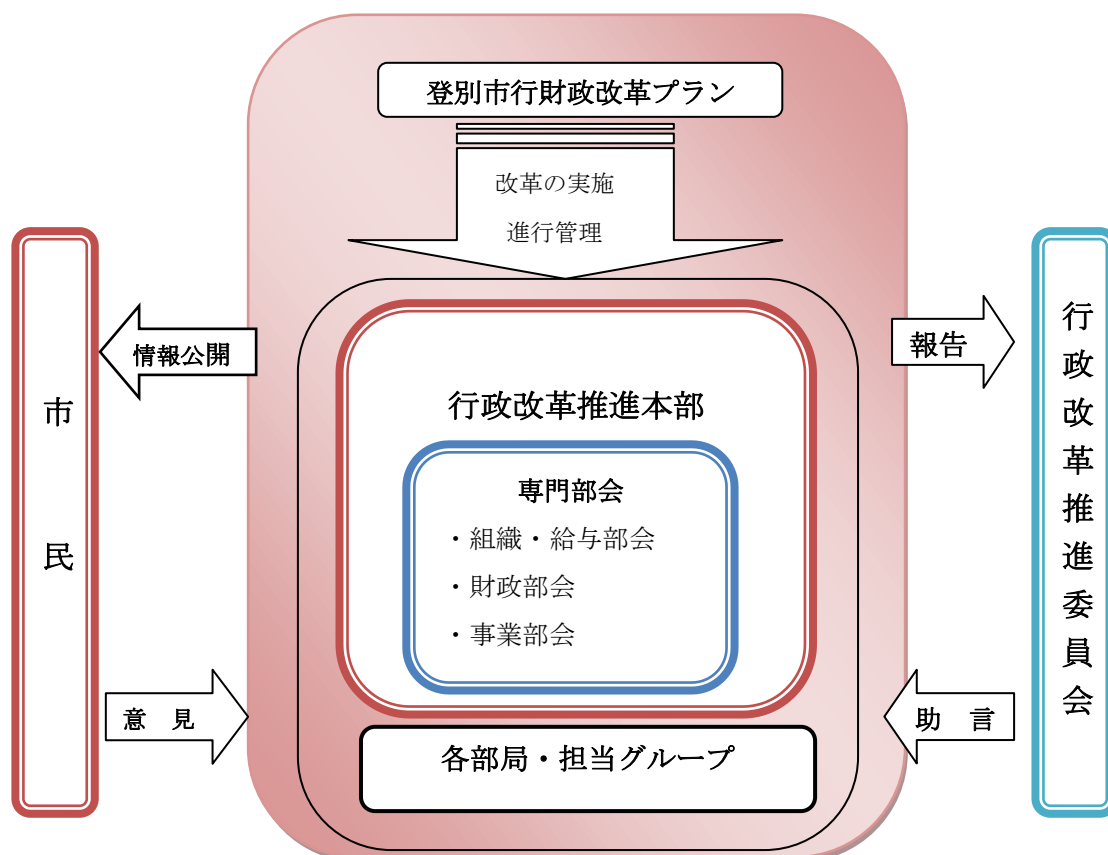 登別市行財政改革プラン
改革の実施
進行管理
市民
情報公開
意　見
行政改革推進本部
専門部会
・組織・給与部会
・財政部会
・事業部会
各部局・担当グループ
報告
助　言
行政改革推進委員会